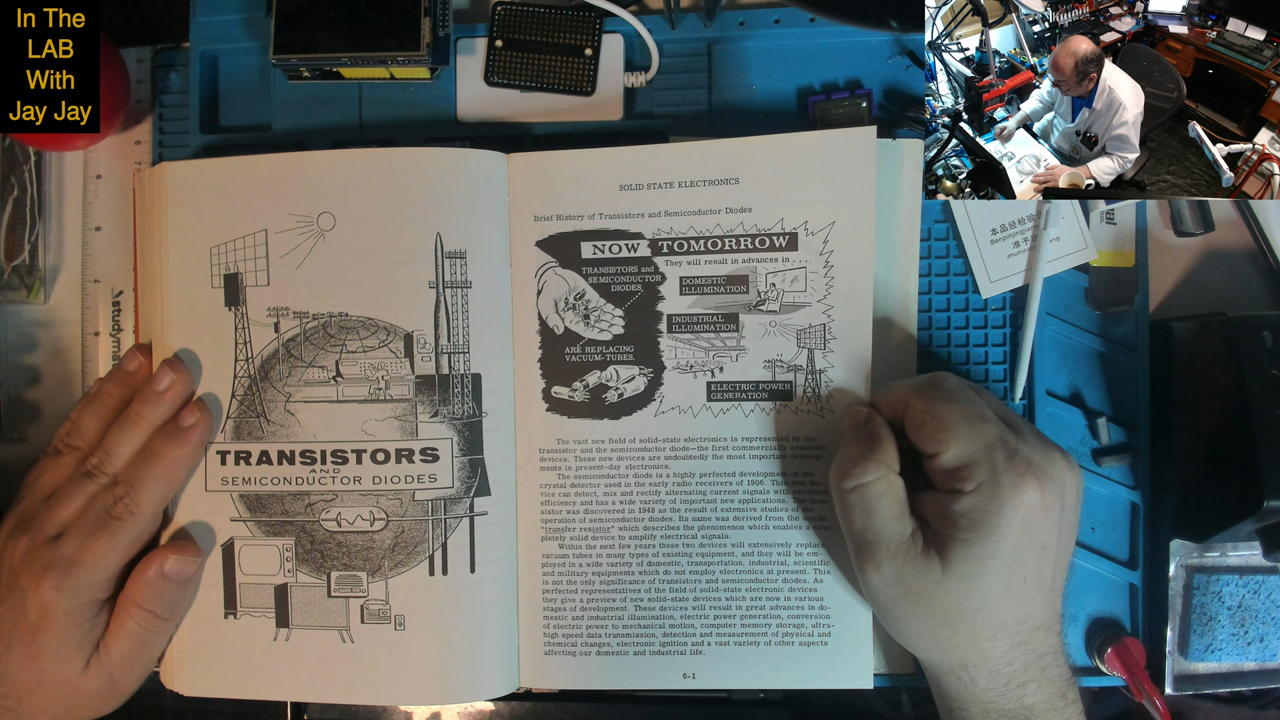 In The
LAB
With
Jay Jay
TRANSISTORS
AND
SEMICONDUCTOR DIODES
SOLID STATE ELECTRONICS
Brief History of Transistors and Semiconductor Diodes
NOW
TRANSISTORS and
SEMICONDUCTOR
DIODES
ARE REPLACING
VACUUM-TUBES.
TOMORROW
They will result in advances in . . .
DOMESTIC
ILLUMINATION
INDUSTRIAL
ILLUMINATION
ELECTRIC POWER
GENERATION
The vast new field of solid-state electronics is represented by the
transistor and the semiconductor diode—the first commercially available
devices. These new devices are undoubtedly the most important develop-
ments in present-day electronics.
The semiconductor diode is a highly perfected development of the
crystal detector used in the early radio receivers of 1906. This new de-
vice can detect, mix and rectify alternating current signals with excellent
efficiency and has a wide variety of important new applications. The tran-
sistor was discovered in 1948 as the result of extensive studies of the
operation of semiconductor diodes. Its name was derived from the words
"transfer resistor" which describes the phenomenon which enables a com-
pletely solid device to amplify electrical signals.
Within the next few years these two devices will extensively replace
vacuum tubes in many types of existing equipment, and they will be em-
ployed in a wide variety of domestic, transportation, industrial, scientific
and military equipments which do not employ electronics at present. This
is not the only significance of transistors and semiconductor diodes. As
perfected representatives of the field of solid-state electronic devices
they give a preview of new solid-state devices which are now in various
stages of development. These devices will result in great advances in do-
mestic and industrial illumination, electric power generation, conversion
of electric power to mechanical motion, computer memory storage, ultra-
high speed data transmission, detection and measurement of physical and
chemical changes, electronic ignition and a vast variety of other aspects
affecting our domestic and industrial life.
6-1
本品经检验
准予